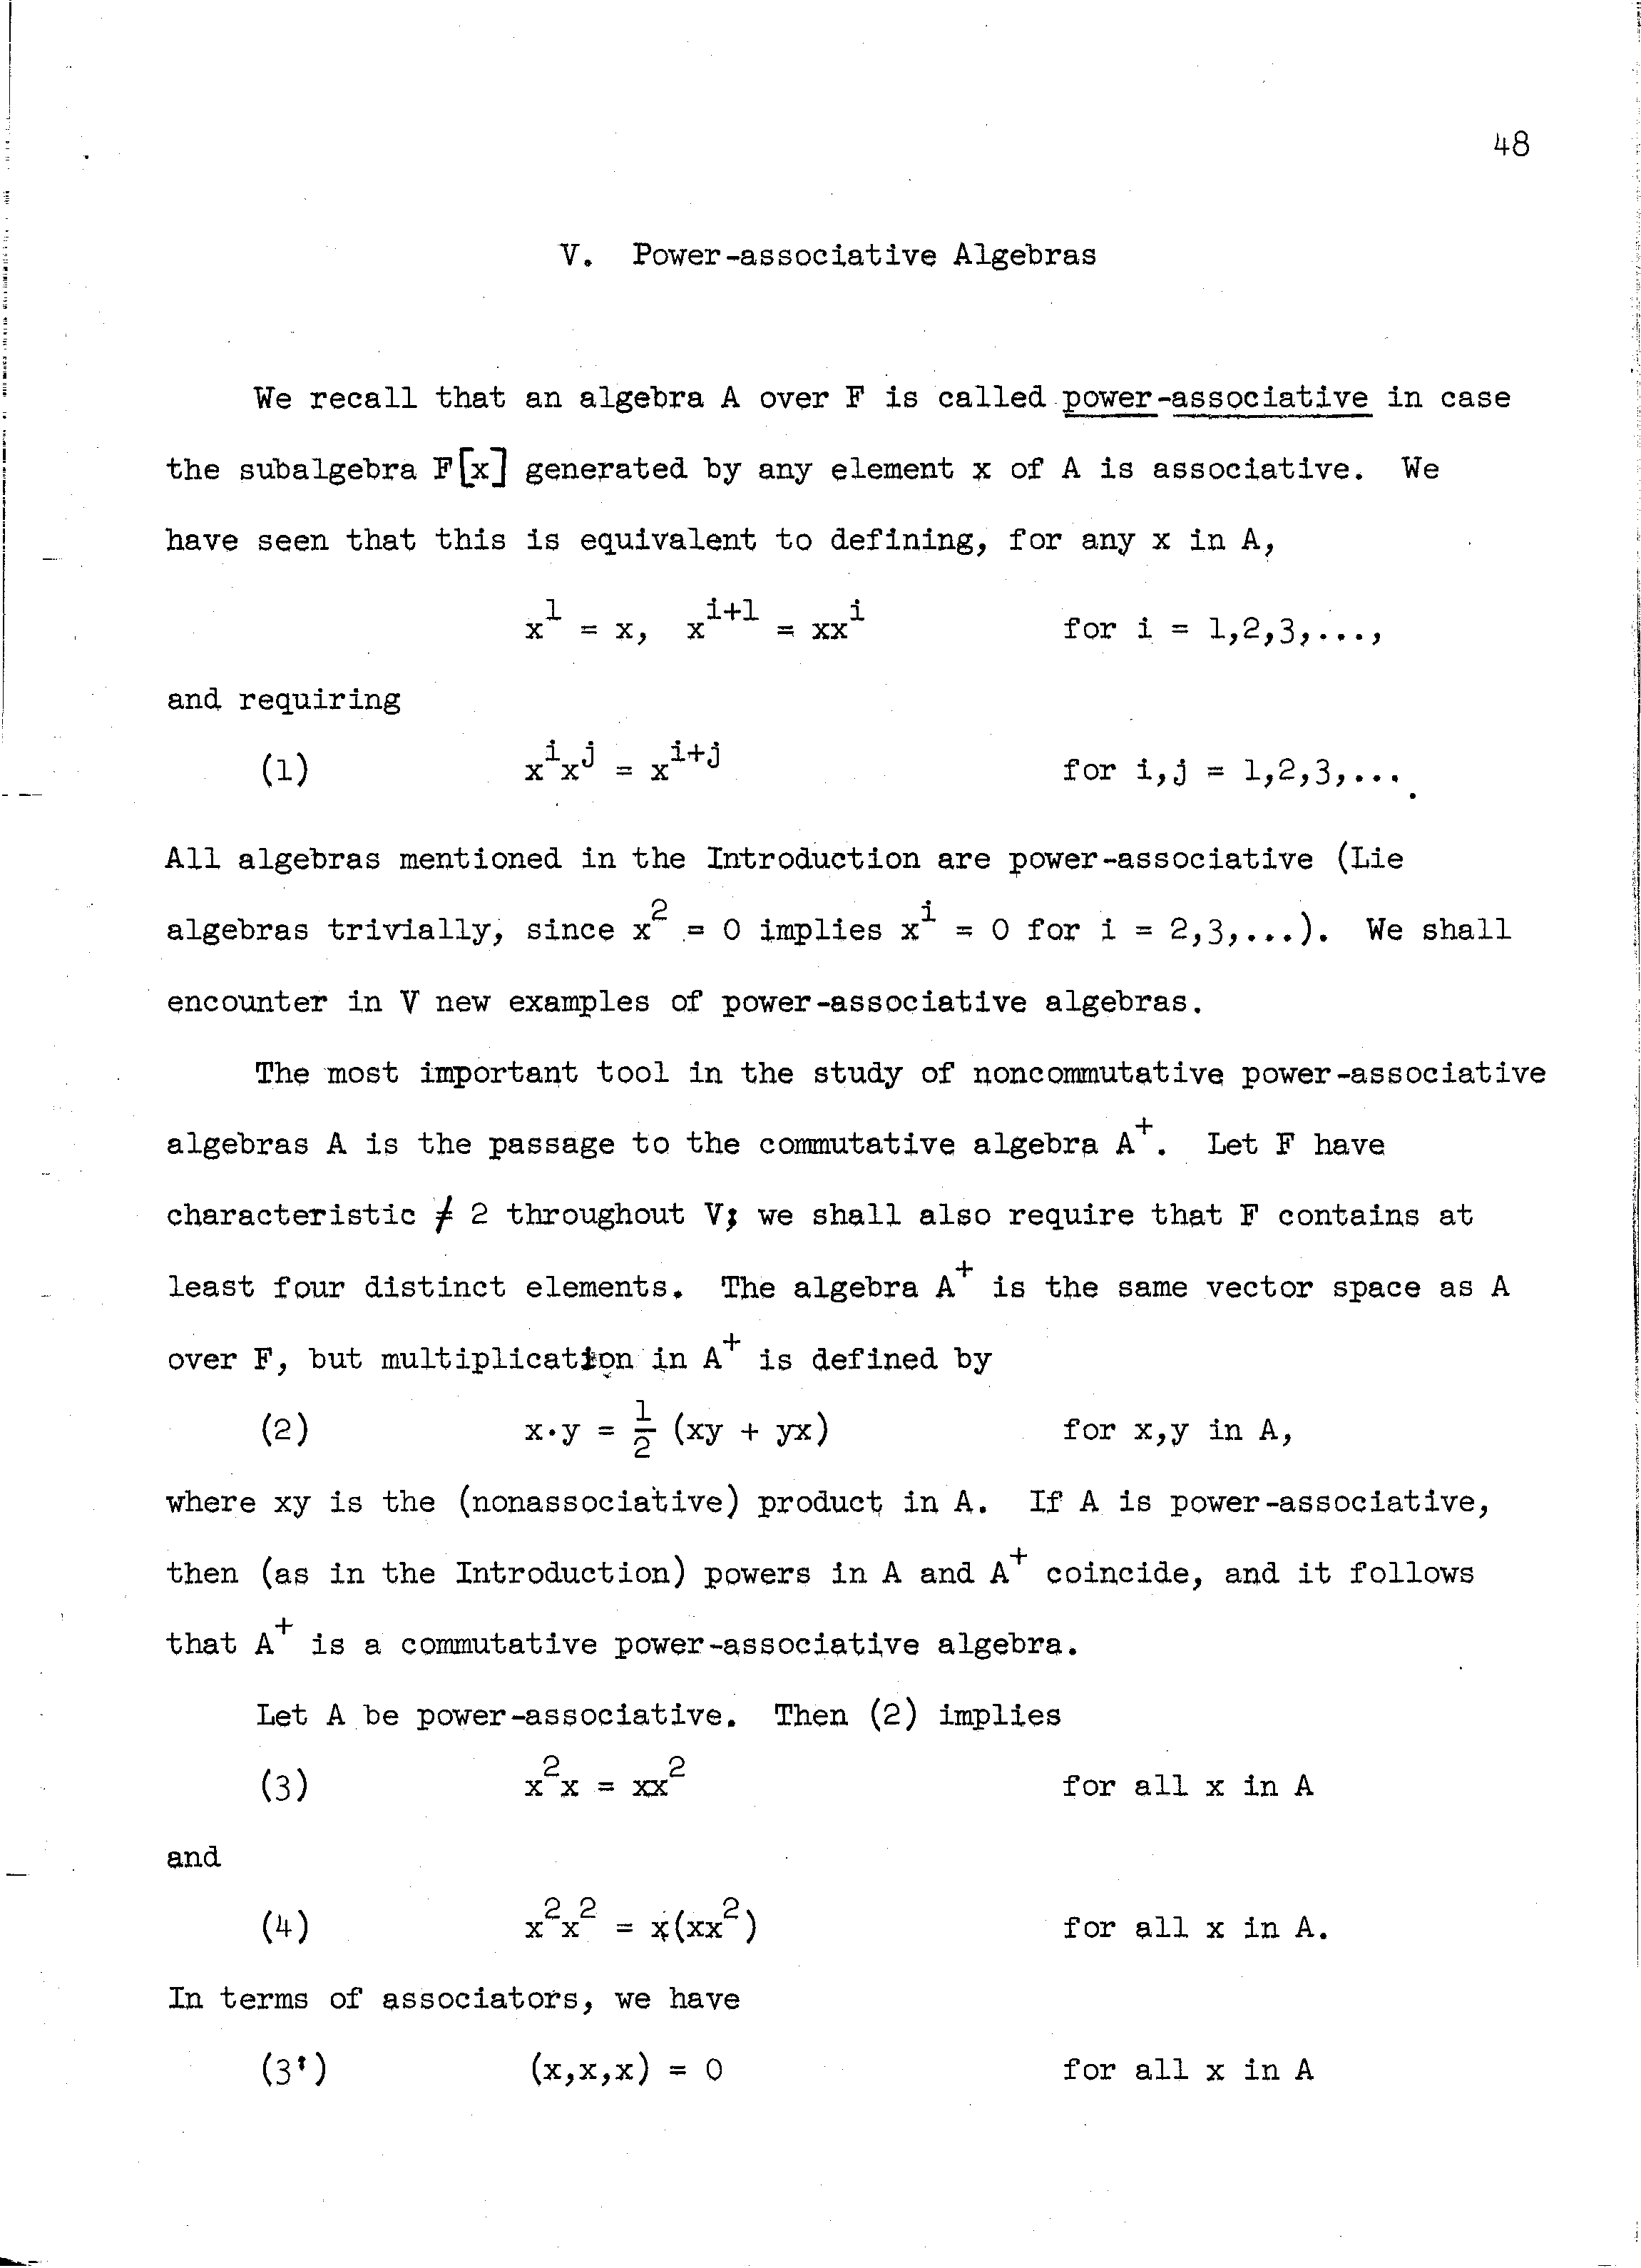 48
V. Power-associative Algebras
We recall that an algebra A over F is called power-associative in case
the subalgebra F[x] generated by any element x of A is associative. We
have seen that this is equivalent to defining, for any x in A,
x^1 = x, x^{i+1} = xx^i for i = 1,2,3,...,
and requiring
(1) x^i x^j = x^{i+j} for i,j = 1,2,3,... .
All algebras mentioned in the Introduction are power-associative (Lie
algebras trivially, since x^2 = 0 implies x^i = 0 for i = 2,3,...). We shall
encounter in V new examples of power-associative algebras.
The most important tool in the study of noncommutative power-associative
algebras A is the passage to the commutative algebra A^+. Let F have
characteristic ≠ 2 throughout V; we shall also require that F contains at
least four distinct elements. The algebra A^+ is the same vector space as A
over F, but multiplication in A^+ is defined by
(2) x·y = 1/2 (xy + yx) for x,y in A,
where xy is the (nonassociative) product in A. If A is power-associative,
then (as in the Introduction) powers in A and A^+ coincide, and it follows
that A^+ is a commutative power-associative algebra.
Let A be power-associative. Then (2) implies
(3) x^2 x = xx^2 for all x in A
and
(4) x^2 x^2 = x(xx^2) for all x in A.
In terms of associators, we have
(3') (x,x,x) = 0 for all x in A